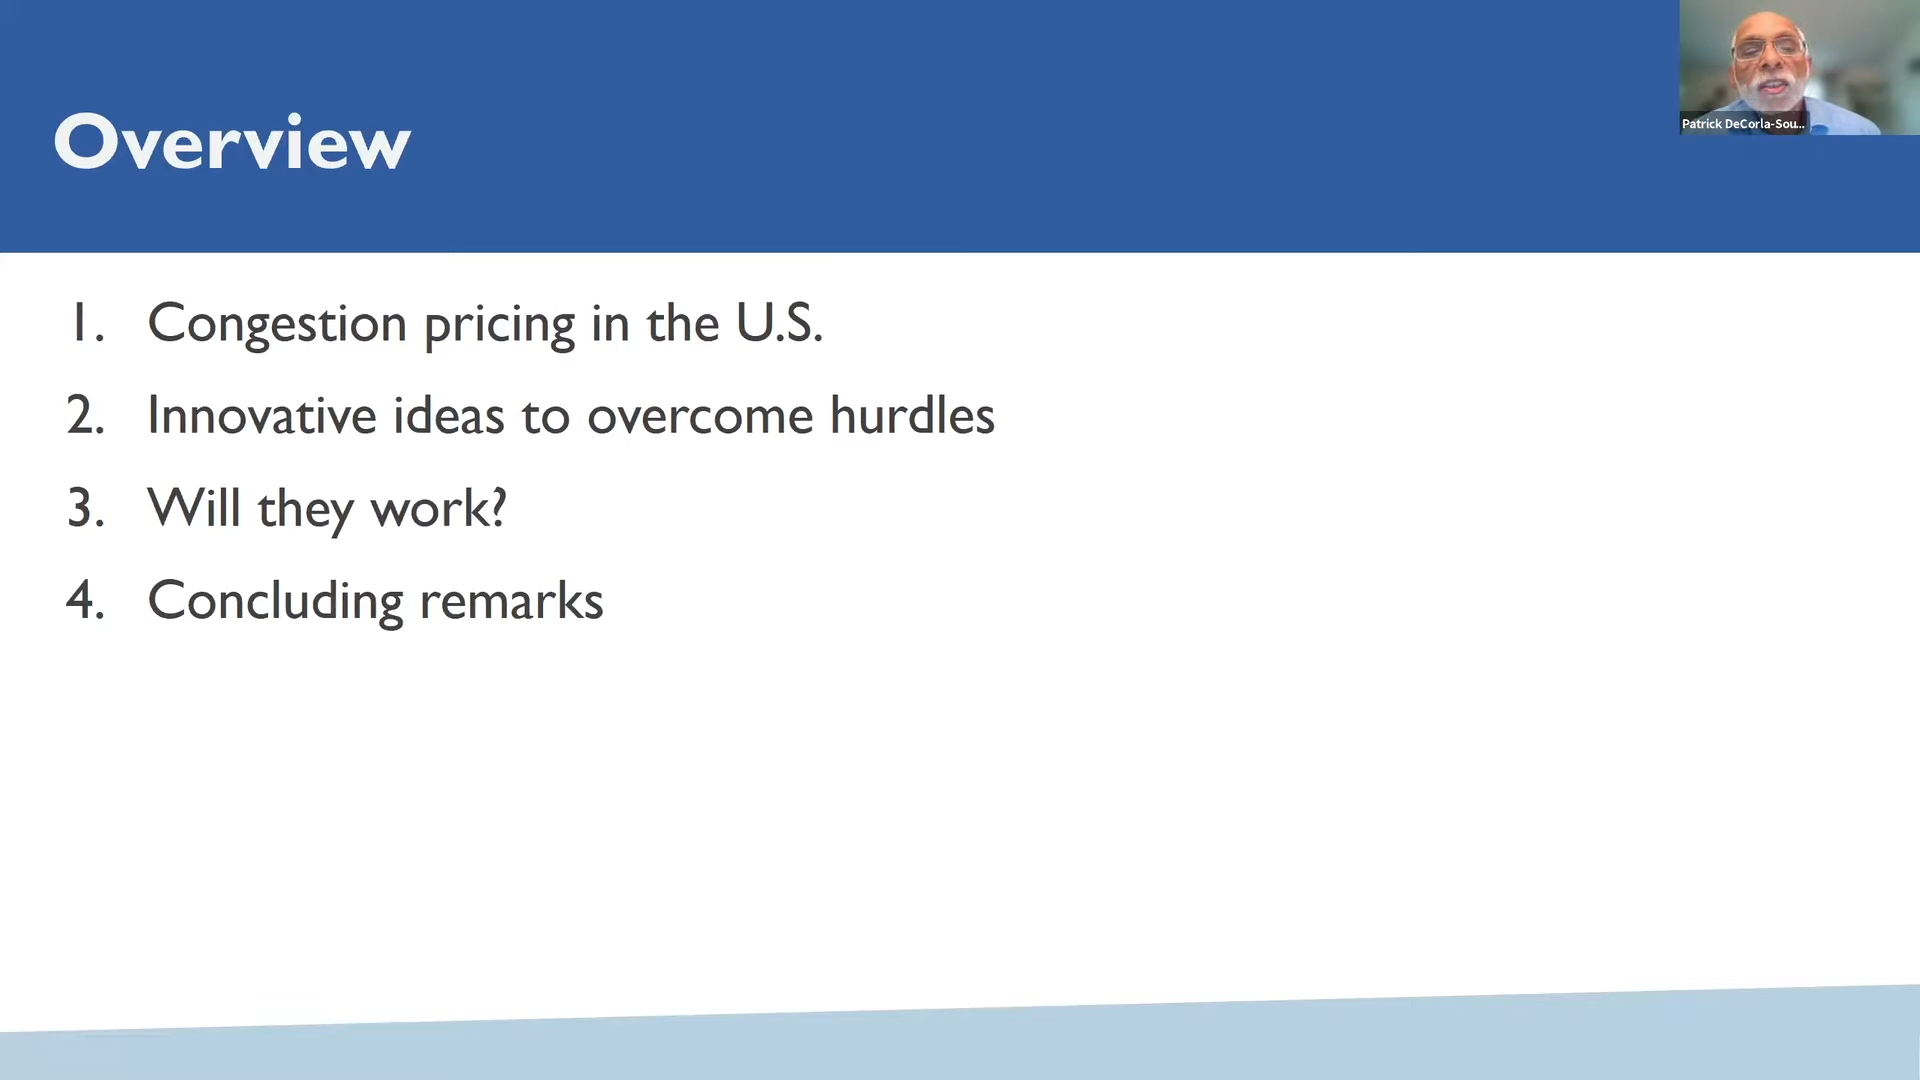 Overview
Patrick DeCorla-Sou...
1. Congestion pricing in the U.S.
2. Innovative ideas to overcome hurdles
3. Will they work?
4. Concluding remarks